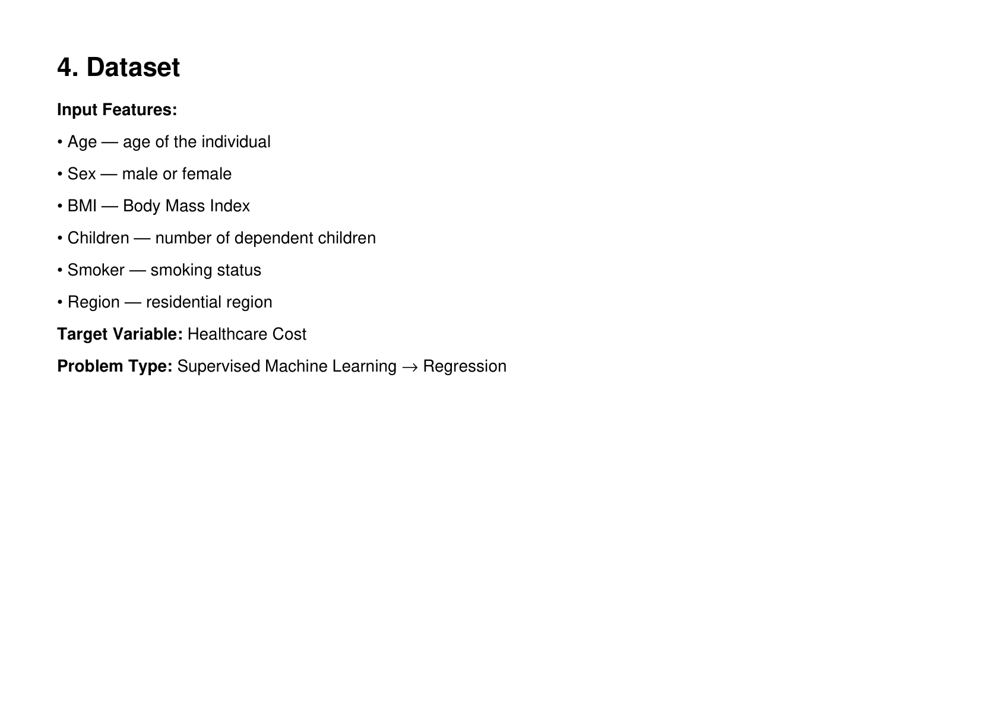 4. Dataset
Input Features:
• Age — age of the individual
• Sex — male or female
• BMI — Body Mass Index
• Children — number of dependent children
• Smoker — smoking status
• Region — residential region
Target Variable: Healthcare Cost
Problem Type: Supervised Machine Learning → Regression